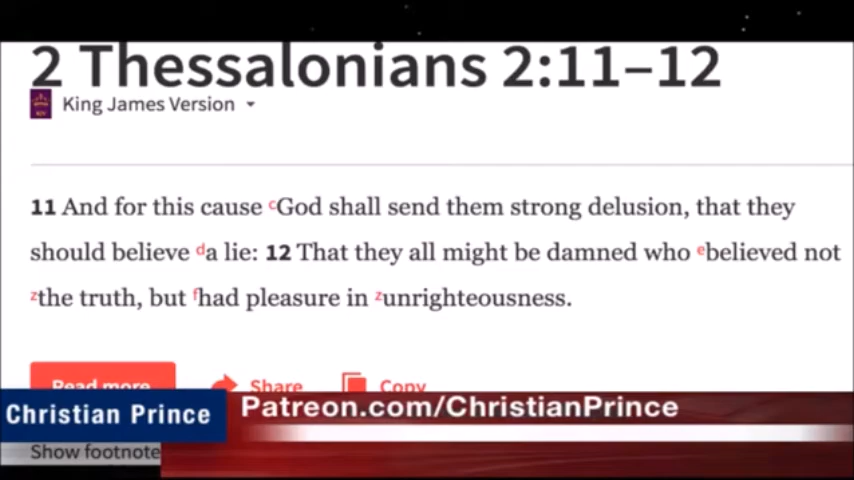 2 Thessalonians 2:11–12
King James Version
11 And for this cause cGod shall send them strong delusion, that they
should believe da lie: 12 That they all might be damned who ebelieved not
zthe truth, but fhad pleasure in zunrighteousness.
Read more Share Copy
Christian Prince Patreon.com/ChristianPrince
Show footnote